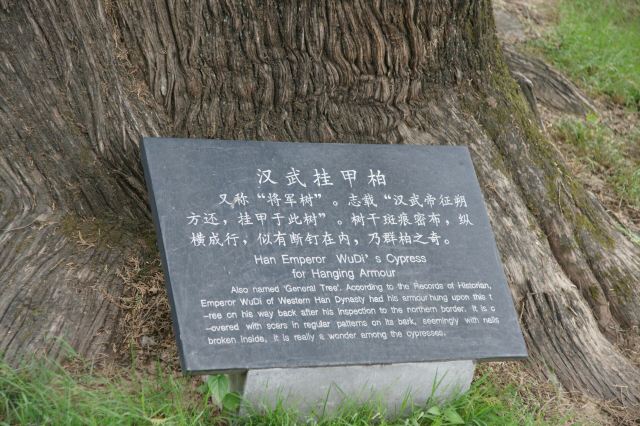 汉武挂甲柏
又称“将军树”。志载“汉武帝征朔
方还，挂甲于此树”。树干斑痕密布，纵
横成行，似有断钉在内，乃群柏之奇。
Han Emperor WuDi’s Cypress
for Hanging Armour
Also named 'General Tree'. According to the Records of Historian,
Emperor WuDi of Western Han Dynasty had his armour hung upon this t
-ree on his way back after his inspection to the northern border. It is c
-overed with scars in regular patterns on its bark, seemingly with nails
broken inside. It is really a wonder among the cypresses.